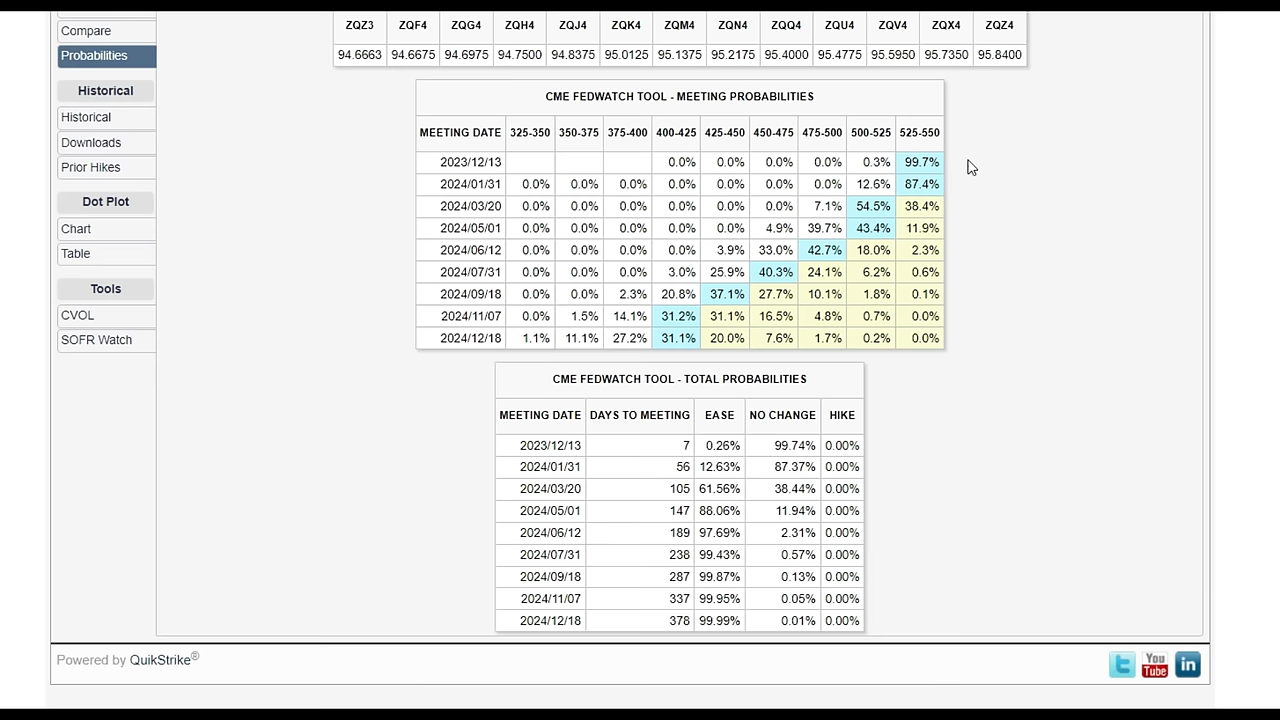 Compare
Probabilities
Historical
Historical
Downloads
Prior Hikes
Dot Plot
Chart
Table
Tools
CVOL
SOFR Watch
ZQZ3 ZQF4 ZQG4 ZQH4 ZQJ4 ZQK4 ZQM4 ZQN4 ZQQ4 ZQU4 ZQV4 ZQX4 ZQZ4
94.6663 94.6675 94.6975 94.7500 94.8375 95.0125 95.1375 95.2175 95.4000 95.4775 95.5950 95.7350 95.8400
CME FEDWATCH TOOL - MEETING PROBABILITIES
MEETING DATE 325-350 350-375 375-400 400-425 425-450 450-475 475-500 500-525 525-550
2023/12/13 0.0% 0.0% 0.0% 0.0% 0.3% 99.7%
2024/01/31 0.0% 0.0% 0.0% 0.0% 0.0% 0.0% 0.0% 12.6% 87.4%
2024/03/20 0.0% 0.0% 0.0% 0.0% 0.0% 0.0% 7.1% 54.5% 38.4%
2024/05/01 0.0% 0.0% 0.0% 0.0% 0.0% 4.9% 39.7% 43.4% 11.9%
2024/06/12 0.0% 0.0% 0.0% 0.0% 3.9% 33.0% 42.7% 18.0% 2.3%
2024/07/31 0.0% 0.0% 0.0% 3.0% 25.9% 40.3% 24.1% 6.2% 0.6%
2024/09/18 0.0% 0.0% 2.3% 20.8% 37.1% 27.7% 10.1% 1.8% 0.1%
2024/11/07 0.0% 1.5% 14.1% 31.2% 31.1% 16.5% 4.8% 0.7% 0.0%
2024/12/18 1.1% 11.1% 27.2% 31.1% 20.0% 7.6% 1.7% 0.2% 0.0%
CME FEDWATCH TOOL - TOTAL PROBABILITIES
MEETING DATE DAYS TO MEETING EASE NO CHANGE HIKE
2023/12/13 7 0.26% 99.74% 0.00%
2024/01/31 56 12.63% 87.37% 0.00%
2024/03/20 105 61.56% 38.44% 0.00%
2024/05/01 147 88.06% 11.94% 0.00%
2024/06/12 189 97.69% 2.31% 0.00%
2024/07/31 238 99.43% 0.57% 0.00%
2024/09/18 287 99.87% 0.13% 0.00%
2024/11/07 337 99.95% 0.05% 0.00%
2024/12/18 378 99.99% 0.01% 0.00%
Powered by QuikStrike®
You
Tube
in